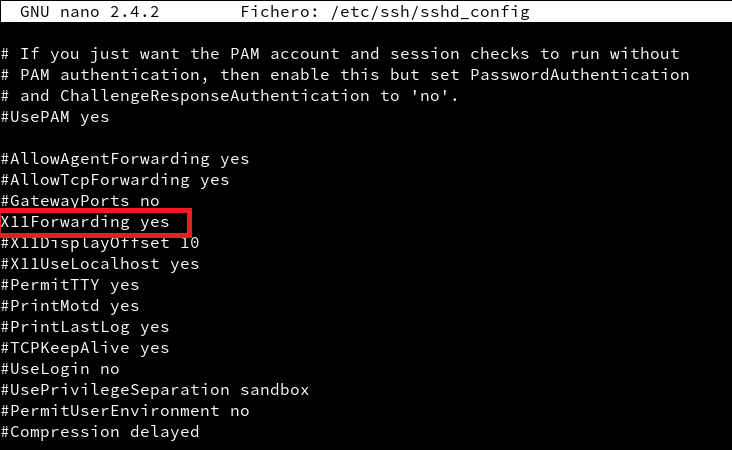 GNU nano 2.4.2 Fichero: /etc/ssh/sshd_config
# If you just want the PAM account and session checks to run without
# PAM authentication, then enable this but set PasswordAuthentication
# and ChallengeResponseAuthentication to 'no'.
#UsePAM yes
#AllowAgentForwarding yes
#AllowTcpForwarding yes
#GatewayPorts no
X11Forwarding yes
#X11DisplayOffset 10
#X11UseLocalhost yes
#PermitTTY yes
#PrintMotd yes
#PrintLastLog yes
#TCPKeepAlive yes
#UseLogin no
#UsePrivilegeSeparation sandbox
#PermitUserEnvironment no
#Compression delayed